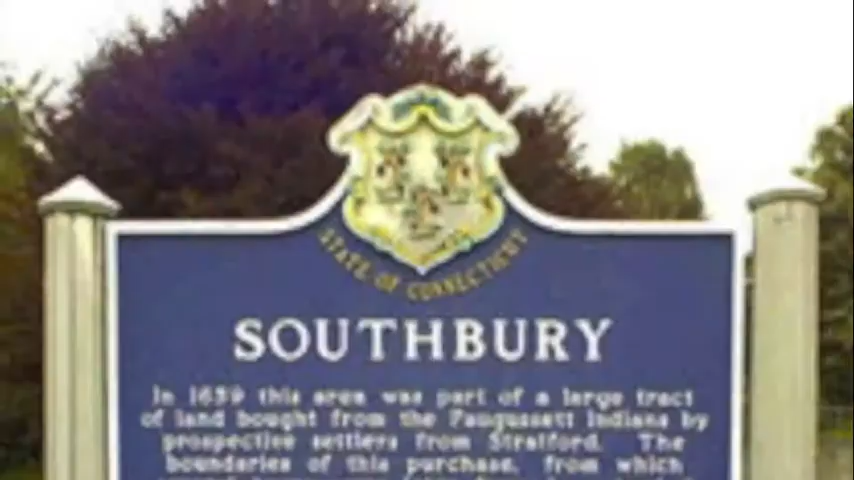 STATE OF CONNECTICUT
SOUTHBURY
In 1659 this area was part of a large tract
of land bought from the Paugussett Indians by
prospective settlers from Stratford. The
boundaries of this purchase, from which